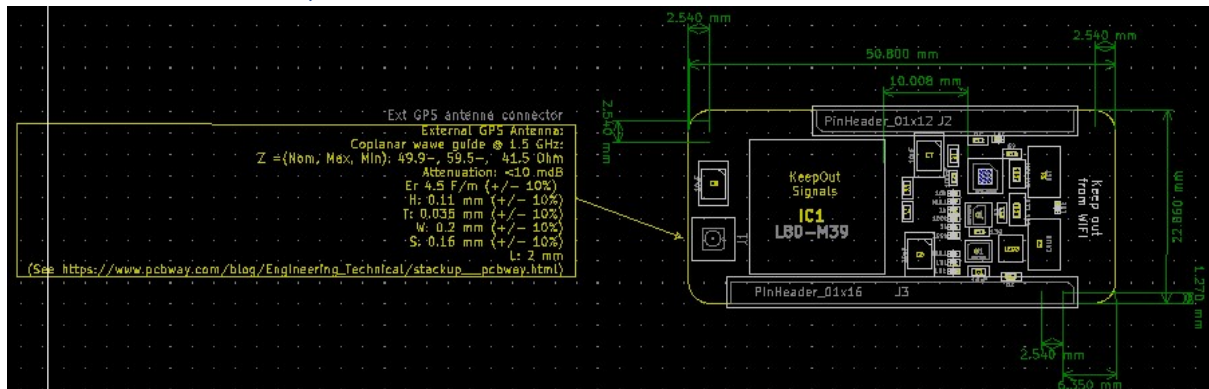 2.540 mm
2.540 mm
50.800 mm
10.008 mm
2.540 mm
Ext GPS antenna connector
External GPS Antenna:
Coplanar wave guide @ 1.5 GHz:
Z ={Nom, Max, Min}: 49.9-, 59.5-, 41.5 Ohm
Attenuation: <10 mdB
Er 4.5 F/m (+/- 10%)
H: 0.11 mm (+/- 10%)
T: 0.035 mm (+/- 10%)
W: 0.2 mm (+/- 10%)
S: 0.16 mm (+/- 10%)
L: 2 mm
(See https://www.pcbway.com/blog/Engineering_Technical/stackup__pcbway.html)
PinHeader_01x12 J2
KeepOut
Signals
IC1
LBD-M39
Keep out
from WiFi
22.860 mm
PinHeader_01x16 J3
1.270 mm
2.540 mm
6.350 mm